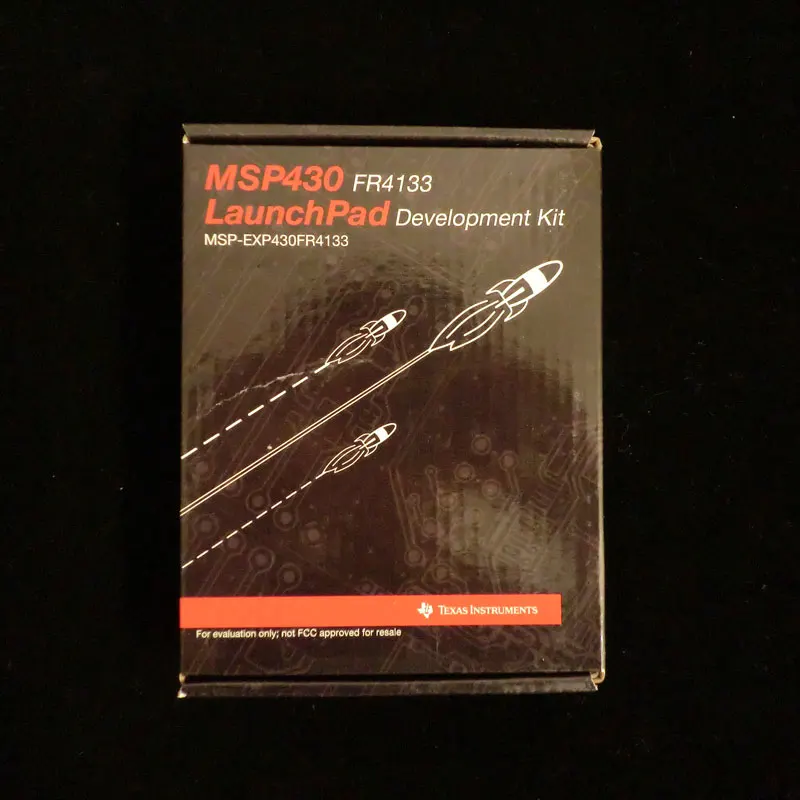 MSP430 FR4133
LaunchPad Development Kit
MSP-EXP430FR4133
TEXAS INSTRUMENTS
For evaluation only; not FCC approved for resale